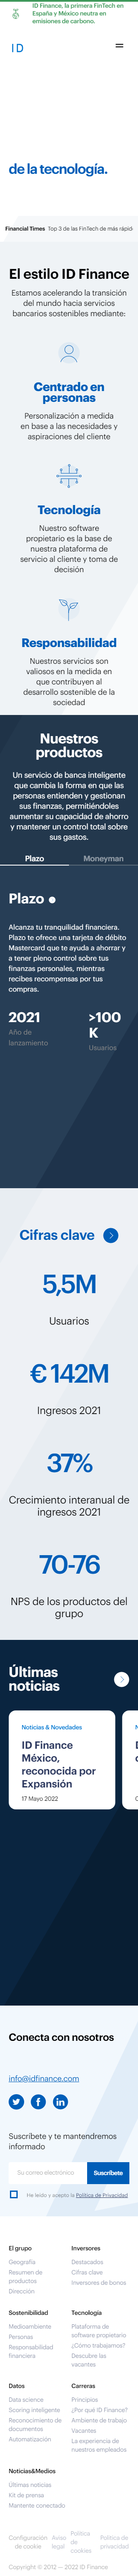 ID Finance, la primera FinTech en
España y México neutra en
emisiones de carbono.
ID
de la tecnología.
Financial Times Top 3 de las FinTech de más rápid
El estilo ID Finance
Estamos acelerando la transición
del mundo hacia servicios
bancarios sostenibles mediante:
Centrado en
personas
Personalización a medida
en base a las necesidades y
aspiraciones del cliente
Tecnología
Nuestro software
propietario es la base de
nuestra plataforma de
servicio al cliente y toma de
decisión
Responsabilidad
Nuestros servicios son
valiosos en la medida en
que contribuyen al
desarrollo sostenible de la
sociedad
Nuestros
productos
Un servicio de banca inteligente
que cambia la forma en la que las
personas entienden y gestionan
sus finanzas, permitiéndoles
aumentar su capacidad de ahorro
y mantener un control total sobre
sus gastos.
Plazo Moneyman
Plazo
Alcanza tu tranquilidad financiera.
Plazo te ofrece una tarjeta de débito
Mastercard que te ayuda a ahorrar y
a tener pleno control sobre tus
finanzas personales, mientras
recibes recompensas por tus
compras.
2021
Año de
lanzamiento
>100
K
Usuarios
Cifras clave
5,5M
Usuarios
€ 142M
Ingresos 2021
37%
Crecimiento interanual de
ingresos 2021
70-76
NPS de los productos del
grupo
Últimas
noticias
Noticias & Novedades
ID Finance
México,
reconocida por
Expansión
17 Mayo 2022
Conecta con nosotros
info@idfinance.com
Suscríbete y te mantendremos
informado
Su correo electrónico
Suscríbete
He leído y acepto la Política de Privacidad
El grupo
Geografía
Resumen de
productos
Dirección
Inversores
Destacados
Cifras clave
Inversores de bonos
Sostenibilidad
Medioambiente
Personas
Responsabilidad
financiera
Tecnología
Plataforma de
software propietario
¿Cómo trabajamos?
Descubre las
vacantes
Datos
Data science
Scoring inteligente
Reconocimiento de
documentos
Automatización
Carreras
Principios
¿Por qué ID Finance?
Ambiente de trabajo
Vacantes
La experiencia de
nuestros empleados
Noticias&Medios
Últimas noticias
Kit de prensa
Mantente conectado
Configuración
de cookie
Aviso
legal
Política
de
cookies
Política de
privacidad
Copyright © 2012 — 2022 ID Finance